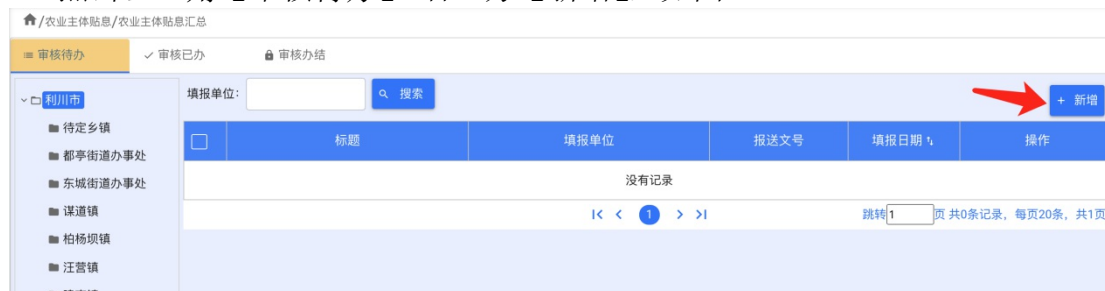 /农业主体贴息/农业主体贴息汇总
审核待办
审核已办
审核办结
利川市
待定乡镇
都亭街道办事处
东城街道办事处
谋道镇
柏杨坝镇
汪营镇
填报单位：
搜索
+ 新增
标题 填报单位 报送文号 填报日期 操作
没有记录
1
跳转 1 页 共0条记录，每页20条，共1页